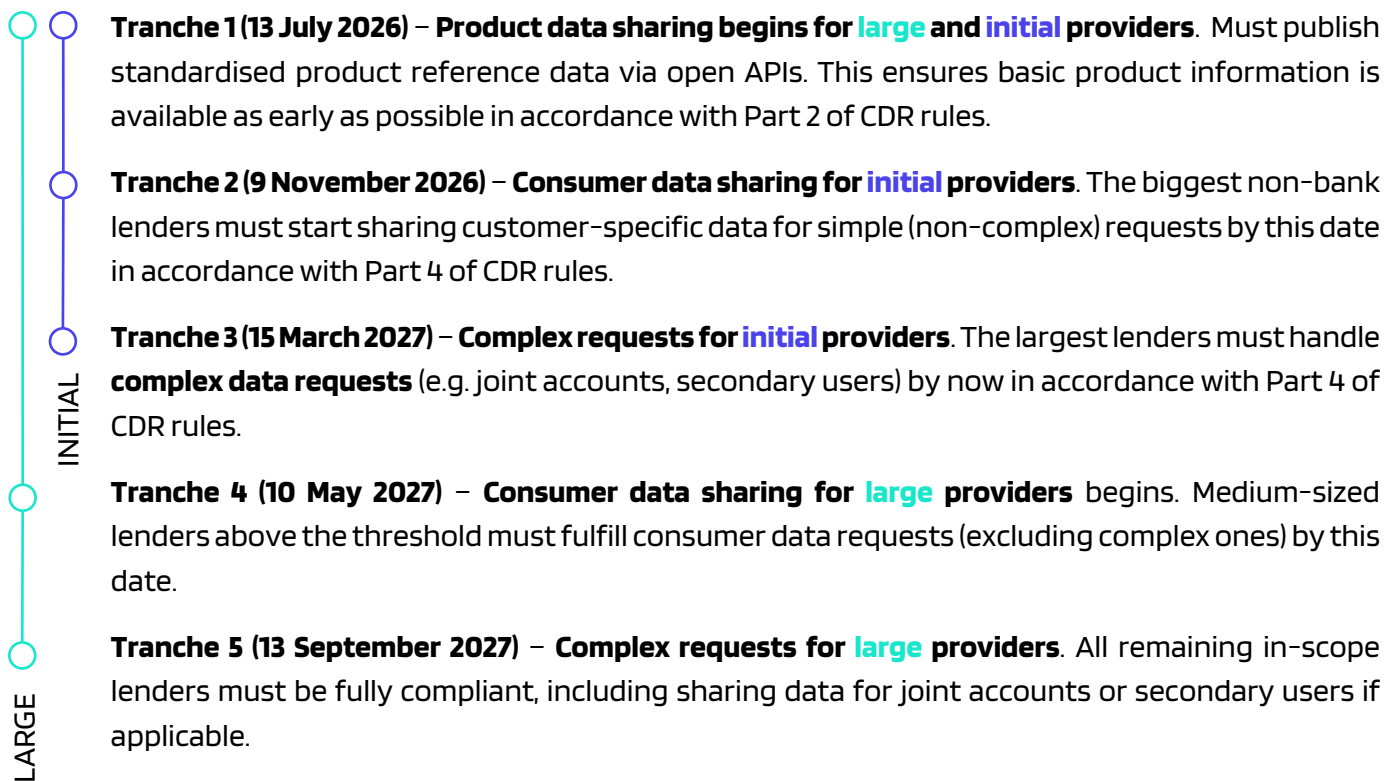 Tranche 1 (13 July 2026) – Product data sharing begins for large and initial providers. Must publish
standardised product reference data via open APIs. This ensures basic product information is
available as early as possible in accordance with Part 2 of CDR rules.
Tranche 2 (9 November 2026) – Consumer data sharing for initial providers. The biggest non-bank
lenders must start sharing customer-specific data for simple (non-complex) requests by this date
in accordance with Part 4 of CDR rules.
Tranche 3 (15 March 2027) – Complex requests for initial providers. The largest lenders must handle
complex data requests (e.g. joint accounts, secondary users) by now in accordance with Part 4 of
CDR rules.
INITIAL
Tranche 4 (10 May 2027) – Consumer data sharing for large providers begins. Medium-sized
lenders above the threshold must fulfill consumer data requests (excluding complex ones) by this
date.
Tranche 5 (13 September 2027) – Complex requests for large providers. All remaining in-scope
lenders must be fully compliant, including sharing data for joint accounts or secondary users if
applicable.
LARGE